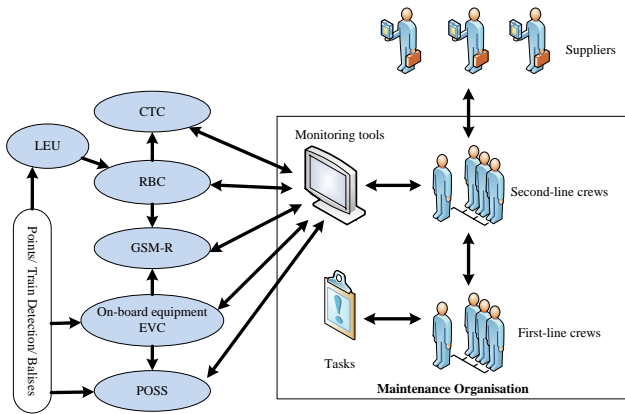 Suppliers
CTC
Monitoring tools
LEU
RBC
Second-line crews
Points/ Train Detection/ Balises
GSM-R
On-board equipment
EVC
First-line crews
Tasks
POSS
Maintenance Organisation